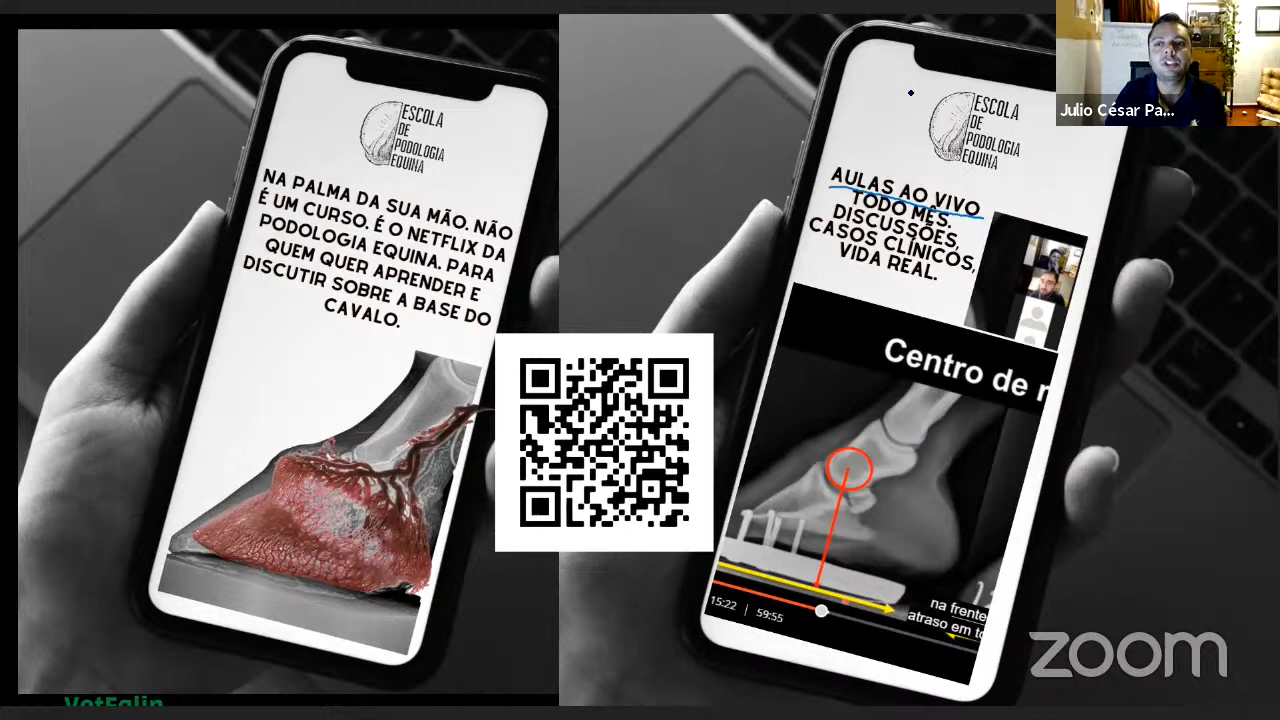 ESCOLA
DE
PODOLOGIA
EQUINA
NA PALMA DA SUA MÃO. NÃO
É UM CURSO. É O NETFLIX DA
PODOLOGIA EQUINA. PARA
QUEM QUER APRENDER E
DISCUTIR SOBRE A BASE DO
CAVALO.
ESCOLA
DE
PODOLOGIA
EQUINA
AULAS AO VIVO
TODO MÊS.
DISCUSSÕES,
CASOS CLÍNICOS,
VIDA REAL.
Centro de
15:22 | 59:55
na frente
atraso em
Julio César Pa...
zoom